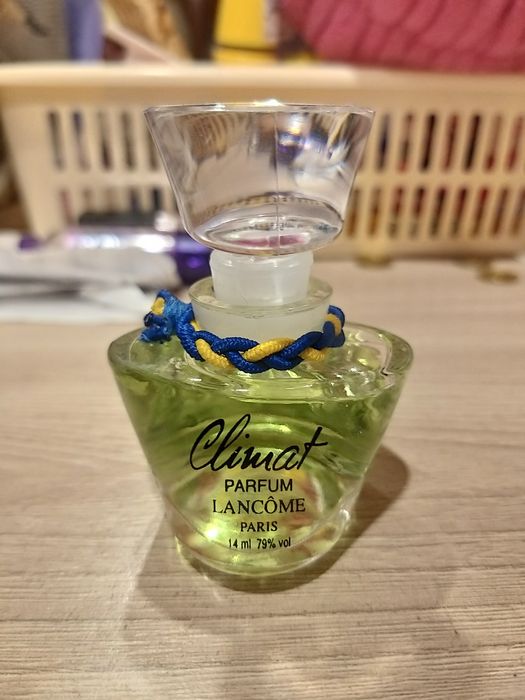 Climat
PARFUM
LANCÔME
PARIS
14 ml 79% vol